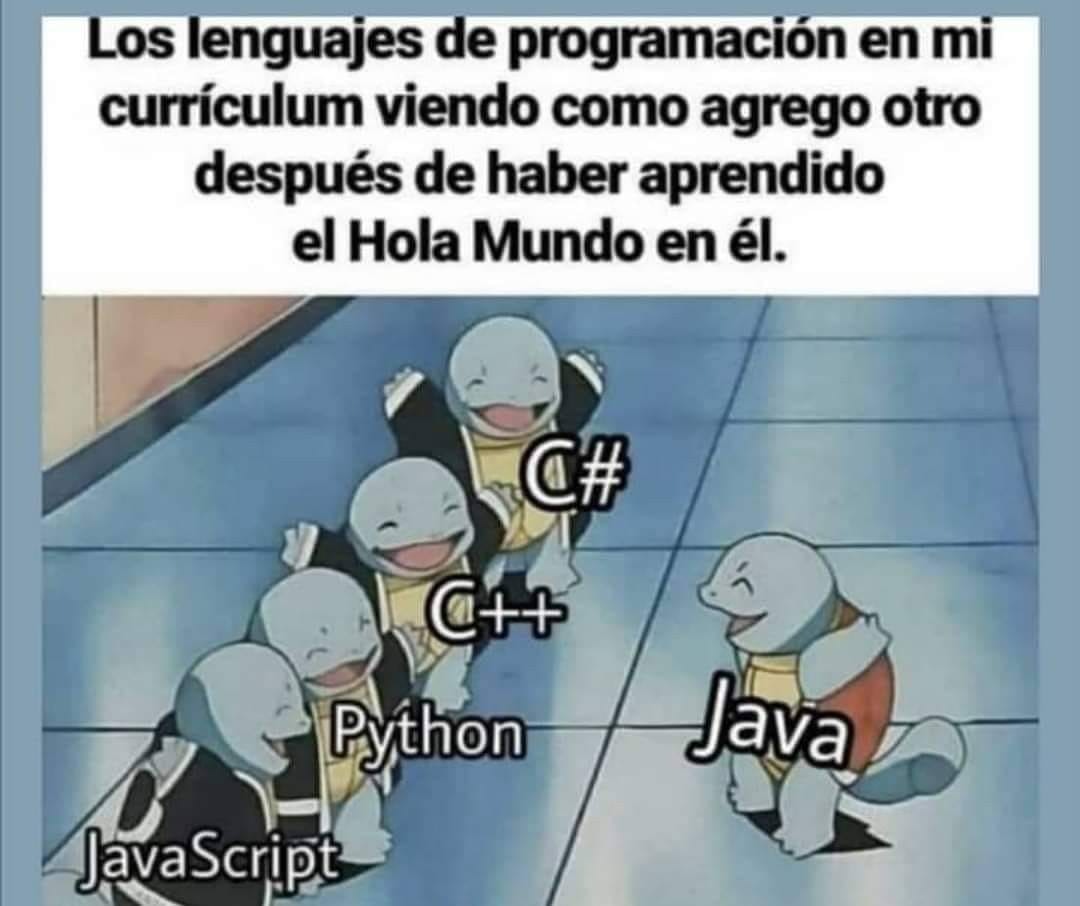 Los lenguajes de programación en mi
currículum viendo como agrego otro
después de haber aprendido
el Hola Mundo en él.
C#
C++
Python
Java
JavaScript